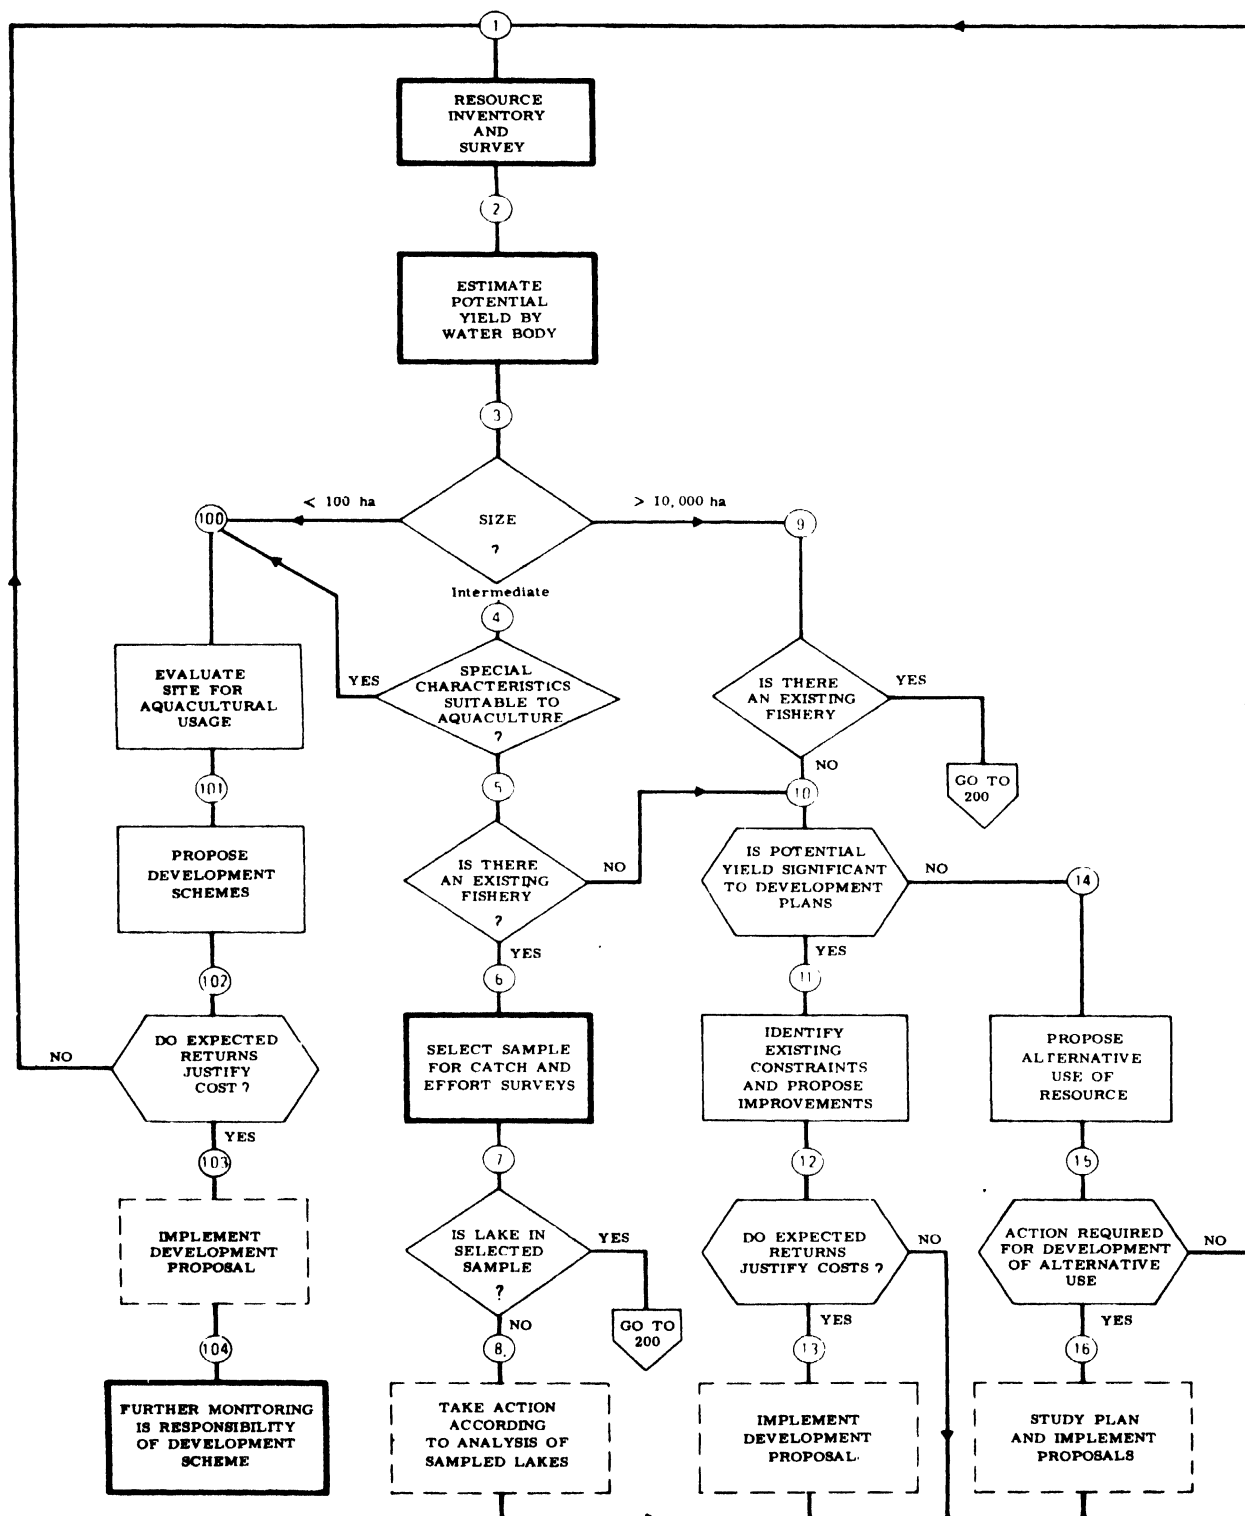 1
RESOURCE
INVENTORY
AND
SURVEY
2
ESTIMATE
POTENTIAL
YIELD BY
WATER BODY
3
SIZE
?
< 100 ha
> 10,000 ha
Intermediate
100
9
4
SPECIAL
CHARACTERISTICS
SUITABLE TO
AQUACULTURE
?
YES
EVALUATE
SITE FOR
AQUACULTURAL
USAGE
IS THERE
AN EXISTING
FISHERY
YES
NO
GO TO
200
101
5
10
PROPOSE
DEVELOPMENT
SCHEMES
IS THERE
AN EXISTING
FISHERY
?
NO
YES
IS POTENTIAL
YIELD SIGNIFICANT
TO DEVELOPMENT
PLANS
NO
YES
14
102
6
11
DO EXPECTED
RETURNS
JUSTIFY
COST ?
NO
YES
SELECT SAMPLE
FOR CATCH AND
EFFORT SURVEYS
IDENTIFY
EXISTING
CONSTRAINTS
AND PROPOSE
IMPROVEMENTS
PROPOSE
ALTERNATIVE
USE OF
RESOURCE
103
7
12
15
IMPLEMENT
DEVELOPMENT
PROPOSAL
IS LAKE IN
SELECTED
SAMPLE
?
YES
NO
GO TO
200
DO EXPECTED
RETURNS
JUSTIFY COSTS ?
NO
YES
ACTION REQUIRED
FOR DEVELOPMENT
OF ALTERNATIVE
USE
NO
YES
104
8
13
16
FURTHER MONITORING
IS RESPONSIBILITY
OF DEVELOPMENT
SCHEME
TAKE ACTION
ACCORDING
TO ANALYSIS OF
SAMPLED LAKES
IMPLEMENT
DEVELOPMENT
PROPOSAL
STUDY PLAN
AND IMPLEMENT
PROPOSALS